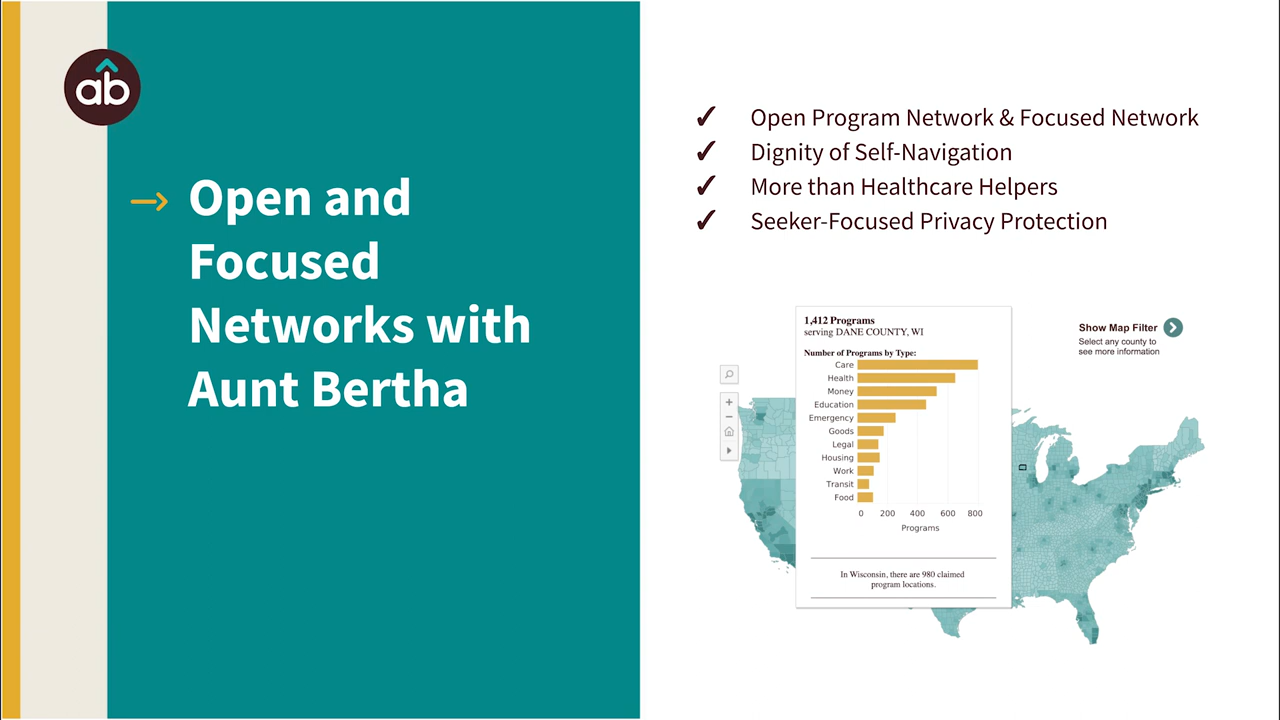 ab
Open and
Focused
Networks with
Aunt Bertha
✓ Open Program Network & Focused Network
✓ Dignity of Self-Navigation
✓ More than Healthcare Helpers
✓ Seeker-Focused Privacy Protection
1,412 Programs
serving DANE COUNTY, WI
Number of Programs by Type:
Care
Health
Money
Education
Emergency
Goods
Legal
Housing
Work
Transit
Food
0 200 400 600 800
Programs
In Wisconsin, there are 980 claimed
program locations.
Show Map Filter
Select any county to
see more information